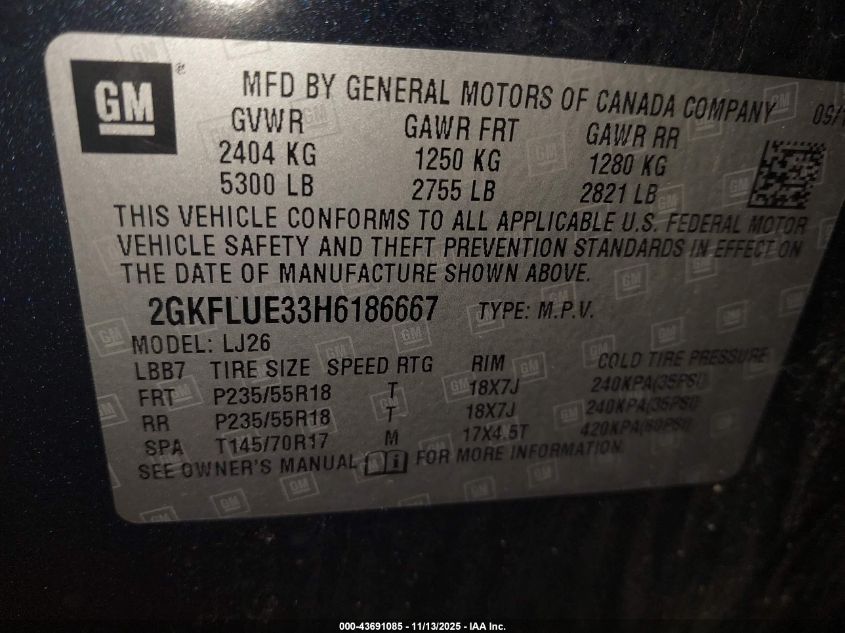 GM ®
MFD BY GENERAL MOTORS OF CANADA COMPANY 09/1
GVWR GAWR FRT GAWR RR
2404 KG 1250 KG 1280 KG
5300 LB 2755 LB 2821 LB
THIS VEHICLE CONFORMS TO ALL APPLICABLE U.S. FEDERAL MOTOR
VEHICLE SAFETY AND THEFT PREVENTION STANDARDS IN EFFECT ON
THE DATE OF MANUFACTURE SHOWN ABOVE.
2GKFLUE33H6186667 TYPE: M.P.V.
MODEL: LJ26
LBB7 TIRE SIZE SPEED RTG RIM COLD TIRE PRESSURE
FRT P235/55R18 T 18X7J 240KPA(35PSI)
RR P235/55R18 T 18X7J 240KPA(35PSI)
SPA T145/70R17 M 17X4.5T 420KPA(60PSI)
SEE OWNER'S MANUAL FOR MORE INFORMATION.
000-43691085 - 11/13/2025 - IAA Inc.